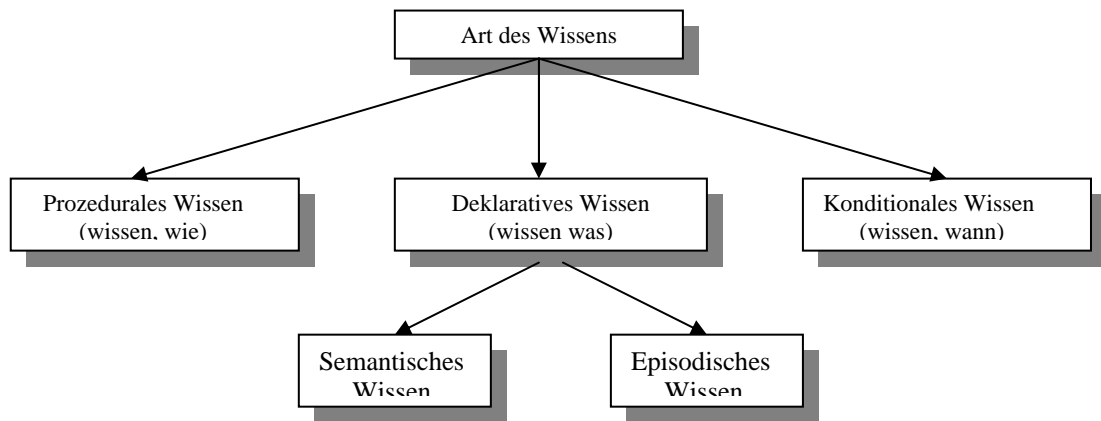 Art des Wissens
Prozedurales Wissen
(wissen, wie)
Deklaratives Wissen
(wissen was)
Konditionales Wissen
(wissen, wann)
Semantisches
Wissen
Episodisches
Wissen